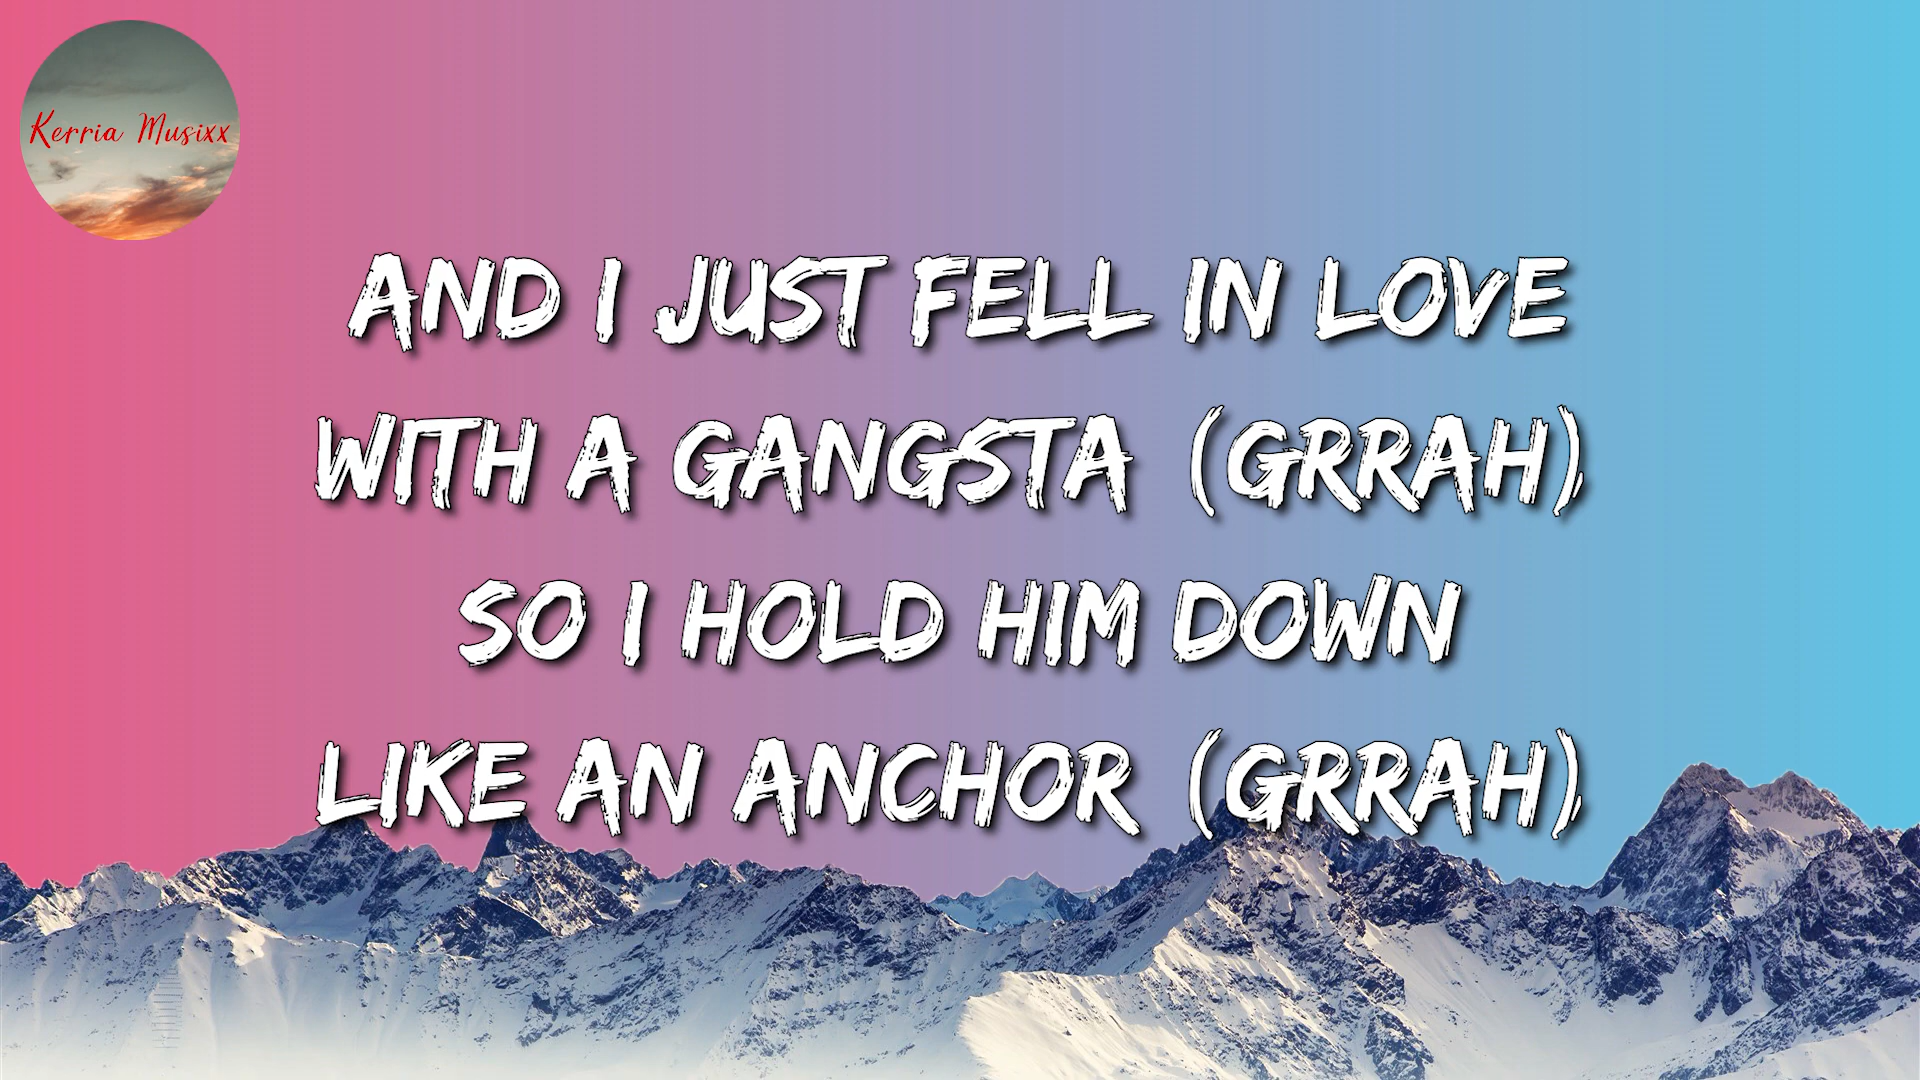 Kerria Musixx
AND I JUST FELL IN LOVE
WITH A GANGSTA (GRRAH)
SO I HOLD HIM DOWN
LIKE AN ANCHOR (GRRAH)